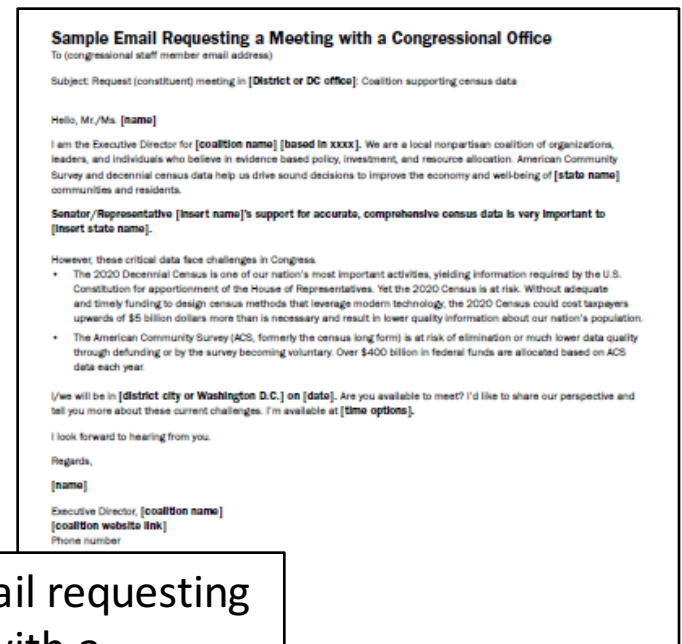 Sample Email Requesting a Meeting with a Congressional Office
To (congressional staff member email address)
Subject: Request (constituent) meeting in [District or DC office]: Coalition supporting census data
Hello, Mr./Ms. [name]
I am the Executive Director for [coalition name] [based in xxxx]. We are a local nonpartisan coalition of organizations,
leaders, and individuals who believe in evidence based policy, investment, and resource allocation. American Community
Survey and decennial census data help us drive sound decisions to improve the economy and well-being of [state name]
communities and residents.
Senator/Representative [insert name]'s support for accurate, comprehensive census data is very important to
[insert state name].
However, these critical data face challenges in Congress.
• The 2020 Decennial Census is one of our nation's most important activities, yielding information required by the U.S.
Constitution for apportionment of the House of Representatives. Yet the 2020 Census is at risk. Without adequate
and timely funding to design census methods that leverage modern technology, the 2020 Census could cost taxpayers
upwards of $5 billion dollars more than is necessary and result in lower quality information about our nation's population.
• The American Community Survey (ACS, formerly the census long form) is at risk of elimination or much lower data quality
through defunding or by the survey becoming voluntary. Over $400 billion in federal funds are allocated based on ACS
data each year.
I/we will be in [district city or Washington D.C.] on [date]. Are you available to meet? I'd like to share our perspective and
tell you more about these current challenges. I'm available at [time options].
I look forward to hearing from you.
Regards,
[name]
Executive Director, [coalition name]
[coalition website link]
Phone number
ail requesting